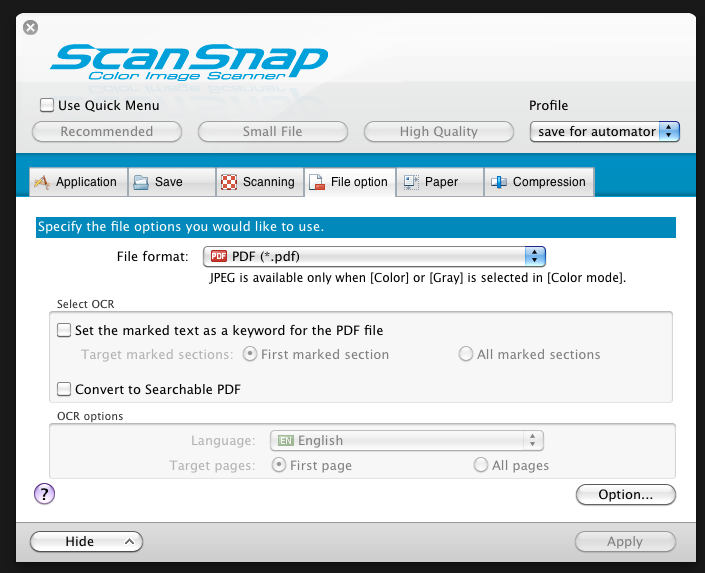 ScanSnap
Color Image Scanner
Use Quick Menu
Profile
Recommended Small File High Quality save for automator
Application Save Scanning File option Paper Compression
Specify the file options you would like to use.
File format: PDF PDF (*.pdf)
JPEG is available only when [Color] or [Gray] is selected in [Color mode].
Select OCR
Set the marked text as a keyword for the PDF file
Target marked sections: First marked section All marked sections
Convert to Searchable PDF
OCR options
Language: EN English
Target pages: First page All pages
? Option...
Hide Apply